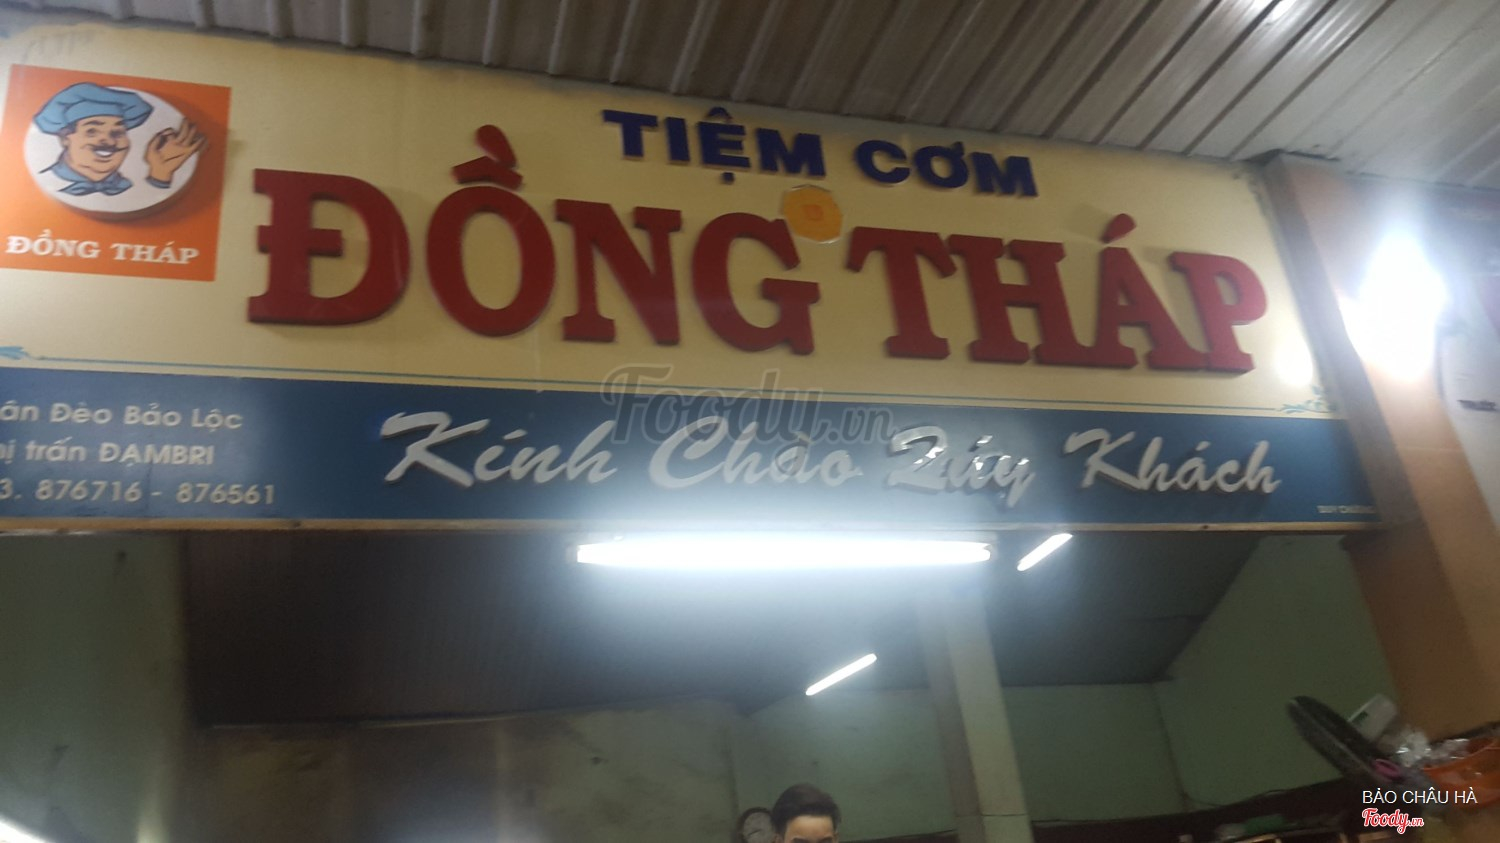 TIỆM CƠM
ĐỒNG THÁP
ĐỒNG THÁP
Đèo Bảo Lộc
trấn ĐẠMBRI
876716 - 876561
Kính Chào Qúy Khách
Foody.vn
BẢO CHÂU HÀ
Foody.vn